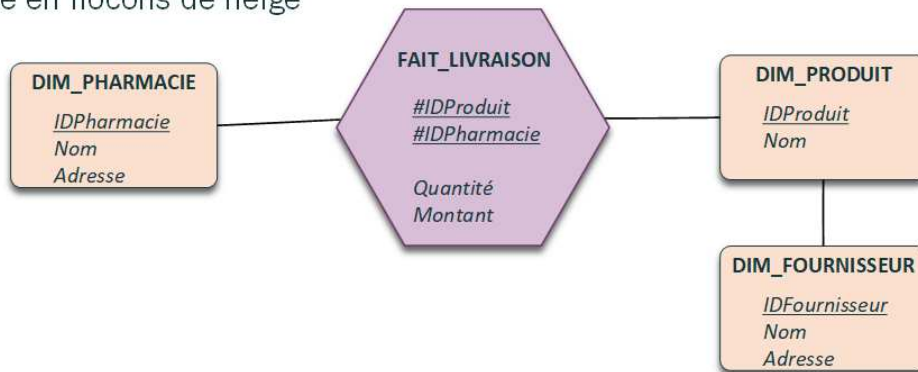 en flocons de neige
DIM_PHARMACIE
IDPharmacie
Nom
Adresse
FAIT_LIVRAISON
#IDProduit
#IDPharmacie
Quantité
Montant
DIM_PRODUIT
IDProduit
Nom
DIM_FOURNISSEUR
IDFournisseur
Nom
Adresse